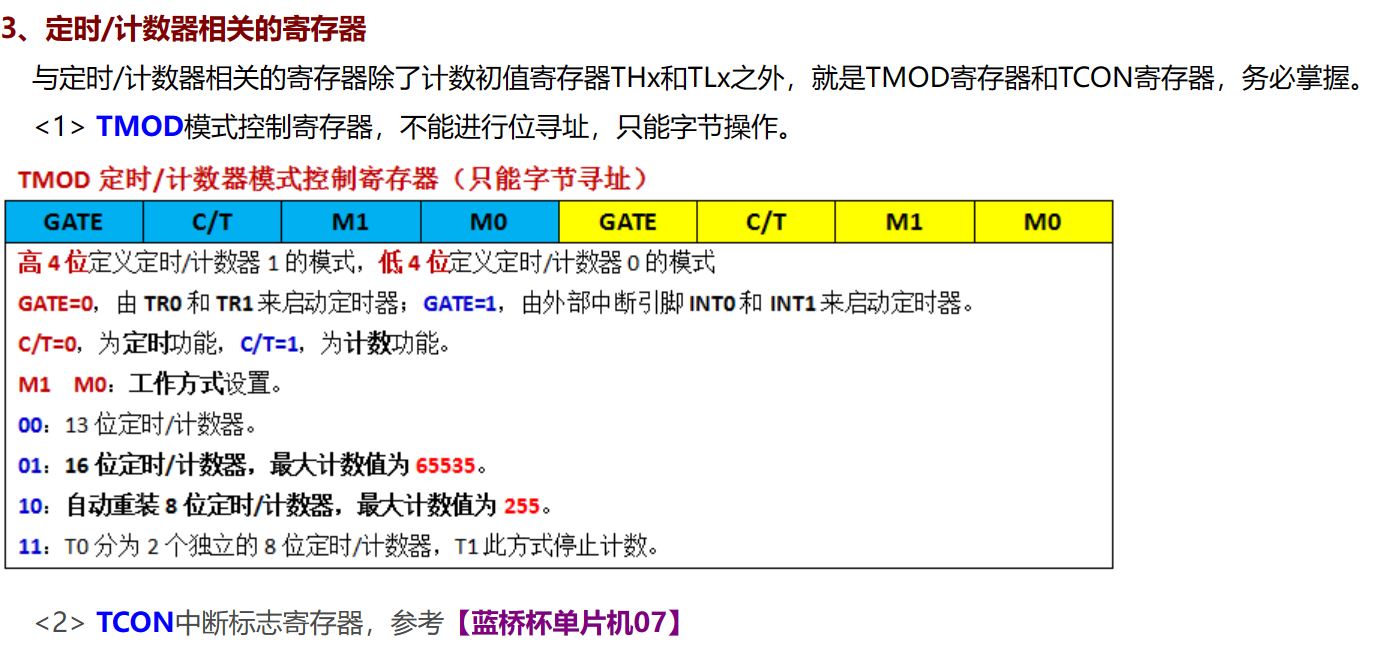 3、定时/计数器相关的寄存器
与定时/计数器相关的寄存器除了计数初值寄存器THx和TLx之外，就是TMOD寄存器和TCON寄存器，务必掌握。
<1> TMOD模式控制寄存器，不能进行位寻址，只能字节操作。
TMOD 定时/计数器模式控制寄存器（只能字节寻址）
GATE C/T M1 M0 GATE C/T M1 M0
高 4 位定义定时/计数器 1 的模式，低 4 位定义定时/计数器 0 的模式
GATE=0，由 TR0 和 TR1 来启动定时器；GATE=1，由外部中断引脚 INT0 和 INT1 来启动定时器。
C/T=0，为定时功能，C/T=1，为计数功能。
M1 M0：工作方式设置。
00：13 位定时/计数器。
01：16 位定时/计数器，最大计数值为 65535。
10：自动重装 8 位定时/计数器，最大计数值为 255。
11：T0 分为 2 个独立的 8 位定时/计数器，T1 此方式停止计数。
<2> TCON中断标志寄存器，参考【蓝桥杯单片机07】